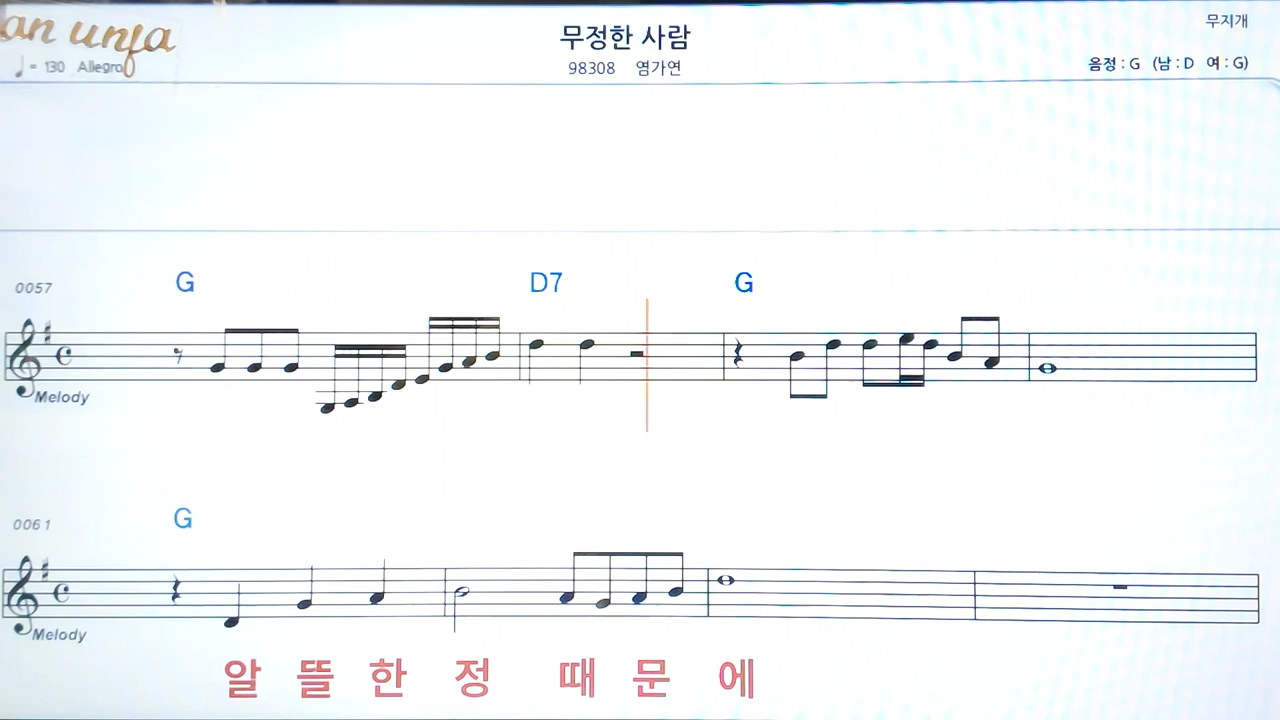 무정한 사람
무지개
♩= 130 Allegro
98308 염가연
음정 : G (남 : D 여 : G)
0057 G D7 G
Melody
0061 G
Melody
알 뜰 한 정 때 문 에